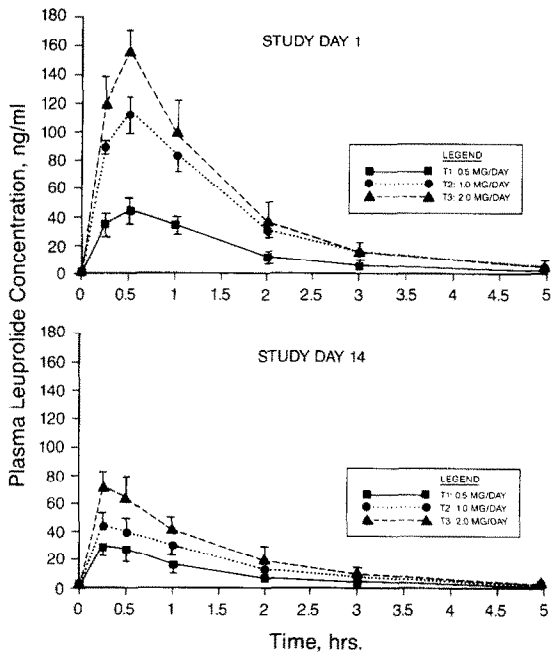 STUDY DAY 1
Plasma Leuprolide Concentration, ng/ml
180
160
140
120
100
80
60
40
20
0
LEGEND
T1: 0.5 MG/DAY
T2: 1.0 MG/DAY
T3: 2.0 MG/DAY
0 0.5 1 1.5 2 2.5 3 3.5 4 4.5 5
STUDY DAY 14
180
160
140
120
100
80
60
40
20
0
LEGEND
T1: 0.5 MG/DAY
T2 1.0 MG/DAY
T3 2.0 MG/DAY
0 0.5 1 1.5 2 2.5 3 3.5 4 4.5 5
Time, hrs.